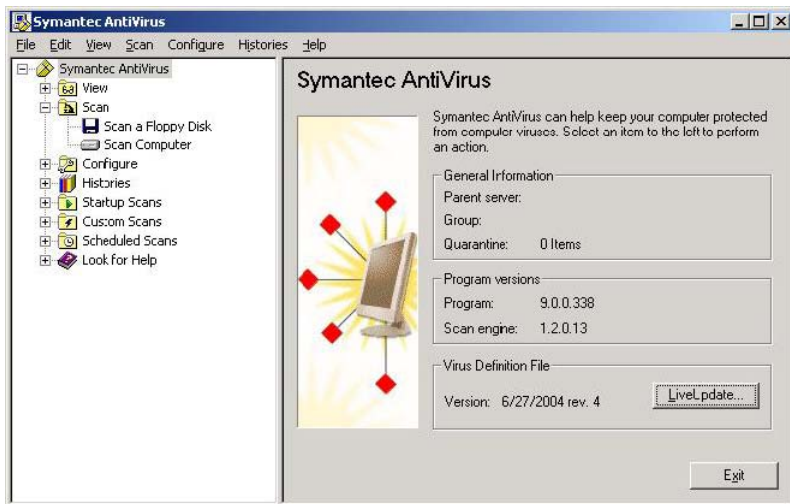 Symantec AntiVirus
File Edit View Scan Configure Histories Help
Symantec AntiVirus
View
Scan
Scan a Floppy Disk
Scan Computer
Configure
Histories
Startup Scans
Custom Scans
Scheduled Scans
Look for Help
Symantec AntiVirus
Symantec AntiVirus can help keep your computer protected
from computer viruses. Select an item to the left to perform
an action.
General Information
Parent server:
Group:
Quarantine: 0 Items
Program versions
Program: 9.0.0.338
Scan engine: 1.2.0.13
Virus Definition File
Version: 6/27/2004 rev. 4
LiveUpdate...
Exit